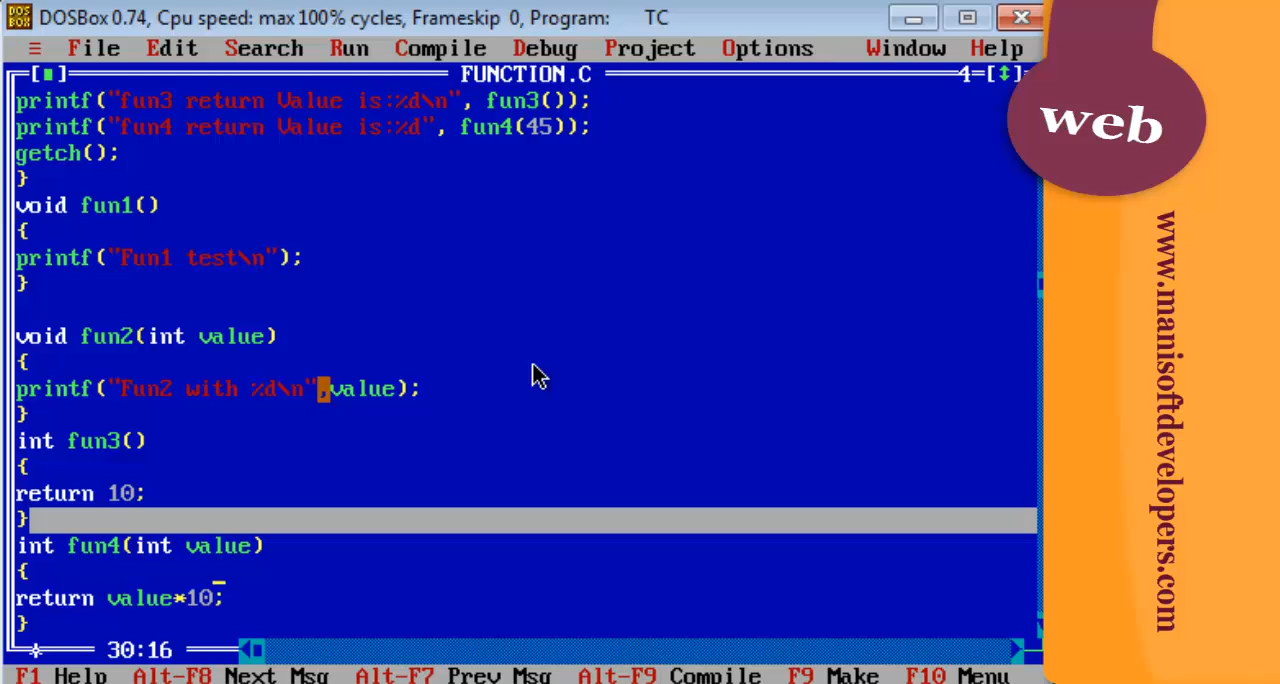 DOSBox 0.74, Cpu speed: max 100% cycles, Frameskip 0, Program: TC
≡ File Edit Search Run Compile Debug Project Options Window Help
[■] FUNCTION.C 4=[↕]
printf("fun3 return Value is:%d\n", fun3());
printf("fun4 return Value is:%d", fun4(45));
getch();
}
void fun1()
{
printf("Fun1 test\n");
}
void fun2(int value)
{
printf("Fun2 with %d\n",value);
}
int fun3()
{
return 10;
}
int fun4(int value)
{
return value*10;
}
30:16
F1 Help Alt-F8 Next Msg Alt-F7 Prev Msg Alt-F9 Compile F9 Make F10 Menu
web
www.manisoftdevelopers.com